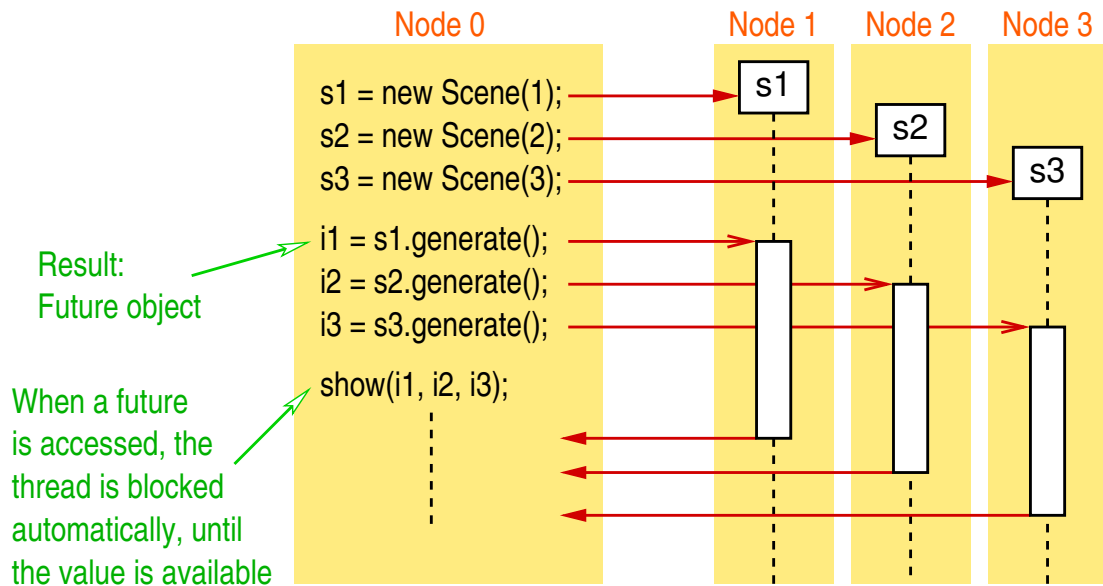 Node 0
Node 1
Node 2
Node 3
s1 = new Scene(1);
s2 = new Scene(2);
s3 = new Scene(3);
s1
s2
s3
i1 = s1.generate();
i2 = s2.generate();
i3 = s3.generate();
show(i1, i2, i3);
Result:
Future object
When a future
is accessed, the
thread is blocked
automatically, until
the value is available